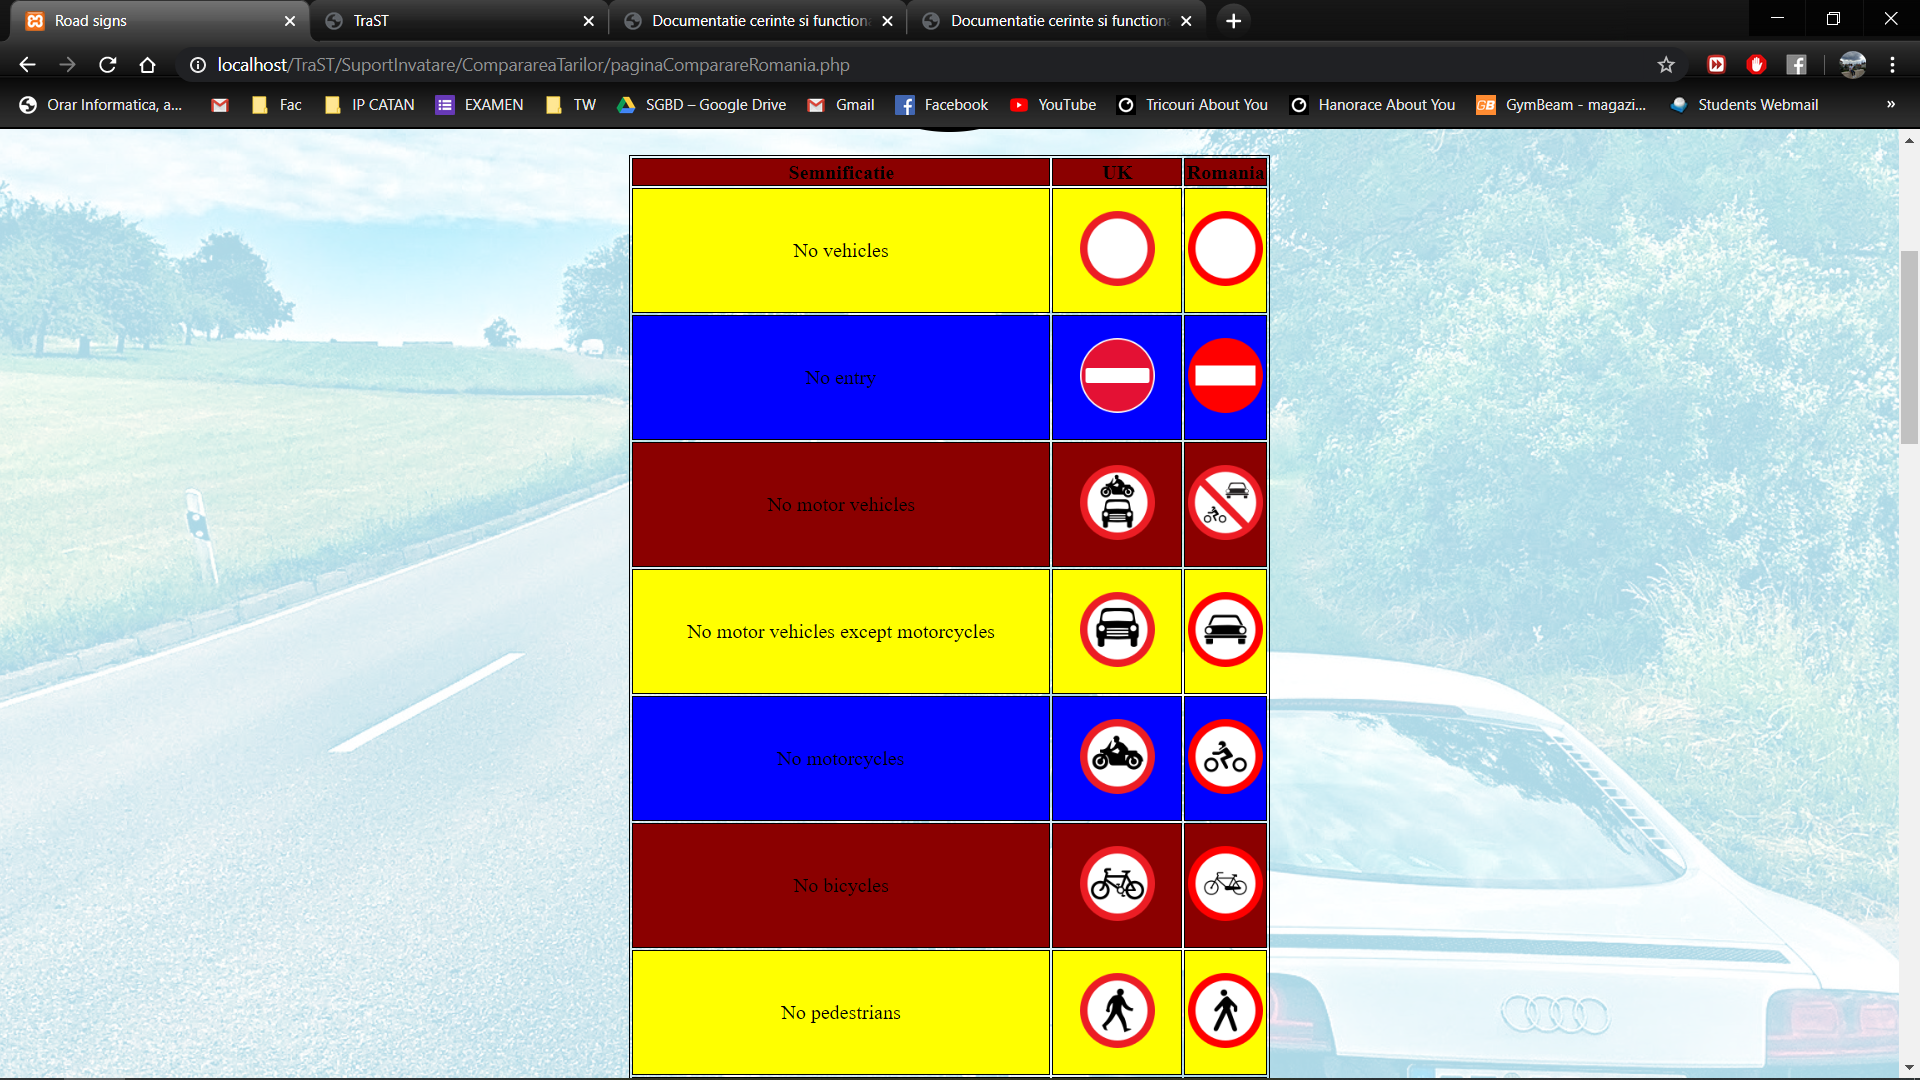 Road signs
TraST
Documentatie cerinte si function
Documentatie cerinte si function
localhost/TraST/SuportInvatare/ComparareaTarilor/paginaComparareRomania.php
Orar Informatica, a...
Fac
IP CATAN
EXAMEN
TW
SGBD – Google Drive
Gmail
Facebook
YouTube
Tricouri About You
Hanorace About You
GB
GymBeam - magazi...
Students Webmail
»
Semnificatie UK Romania
No vehicles
No entry
No motor vehicles
No motor vehicles except motorcycles
No motorcycles
No bicycles
No pedestrians